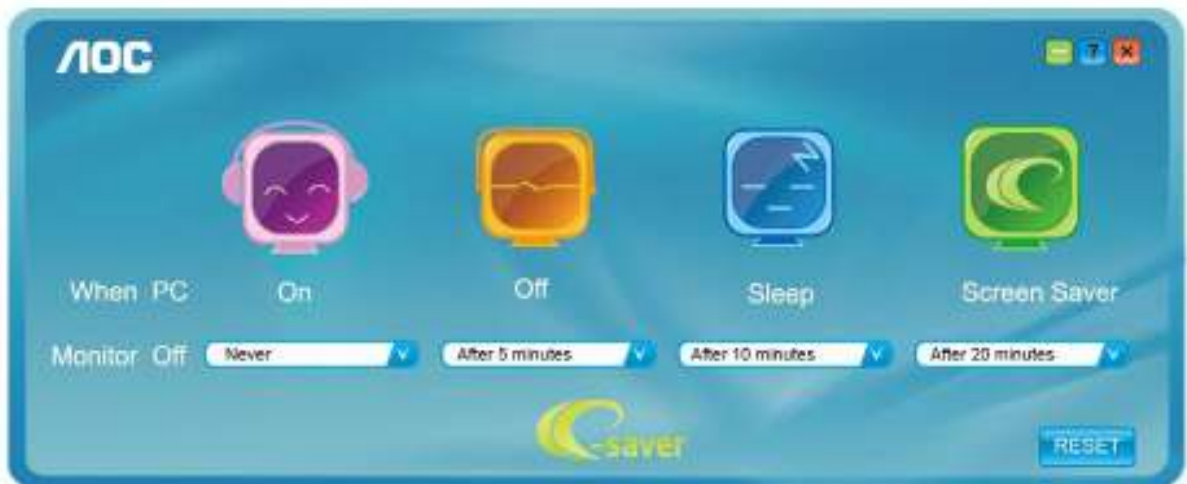 AOC
?
When PC On Off Sleep Screen Saver
Monitor Off Never After 5 minutes After 10 minutes After 20 minutes
e-saver
RESET